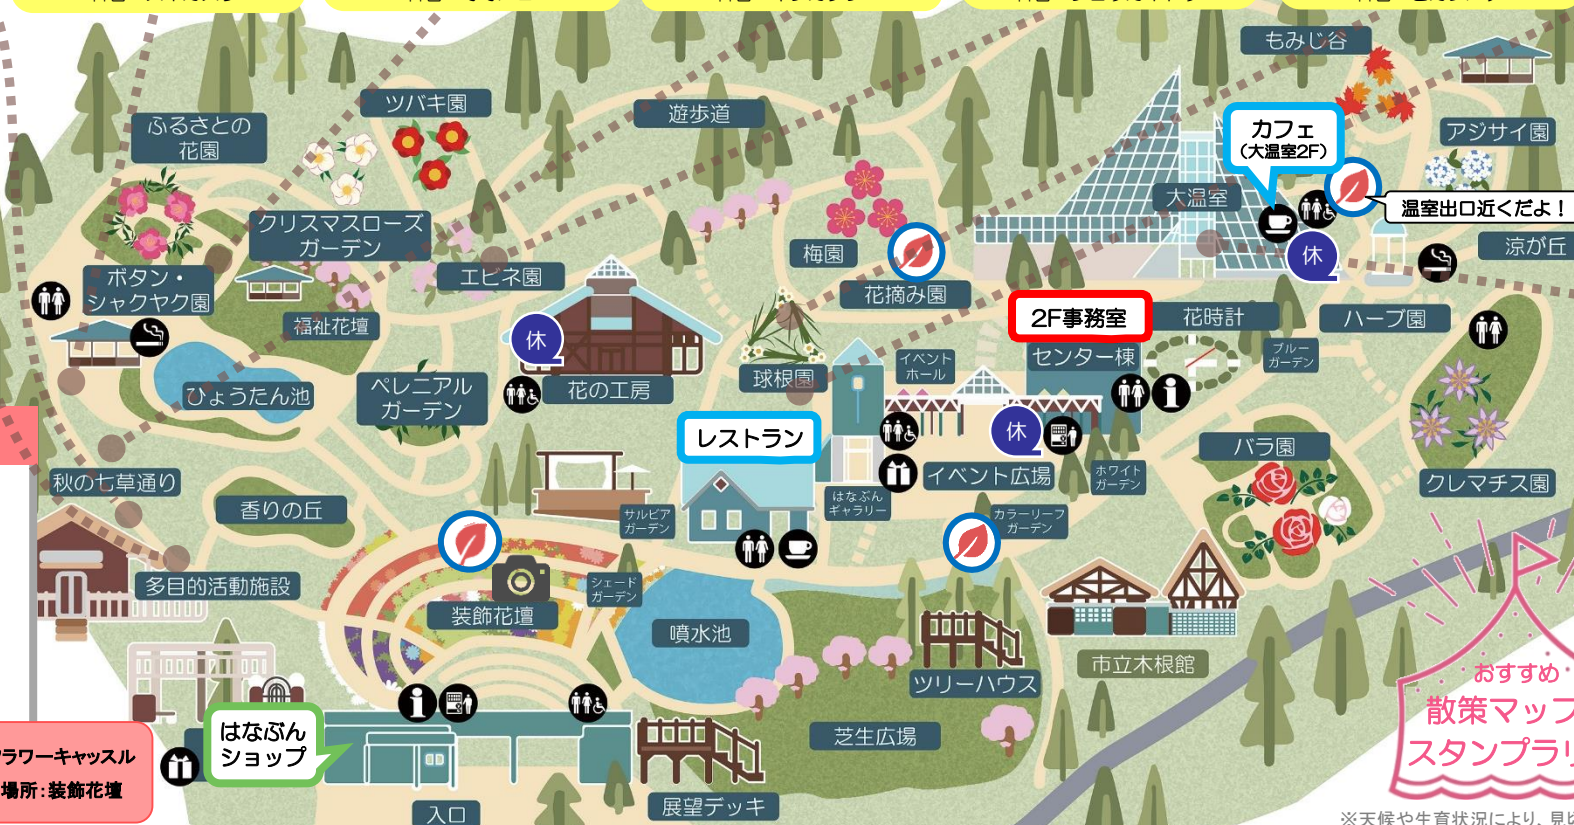 もみじ谷
ツバキ園
遊歩道
ふるさとの
花園
カフェ
(大温室2F)
アジサイ園
大温室
温室出口近くだよ!
クリスマスローズ
ガーデン
梅園
涼が丘
エビネ園
ボタン・
シャクヤク園
花摘み園
休
福祉花壇
2F事務室
花時計
ハーブ園
休
センター棟
ブルー
ガーデン
イベント
ホール
球根園
花の工房
ひょうたん池
ペレニアル
ガーデン
レストラン
休
バラ園
イベント広場
ホワイト
ガーデン
クレマチス園
秋の七草通り
香りの丘
はなぶん
ギャラリー
サルビア
ガーデン
カラーリーフ
ガーデン
多目的活動施設
シェード
ガーデン
装飾花壇
噴水池
市立木根館
ツリーハウス
おすすめ
散策マップ
スタンプラリ
はなぶん
ショップ
芝生広場
ラワーキャッスル
場所:装飾花壇
展望デッキ
入口
※天候や生育状況により、見